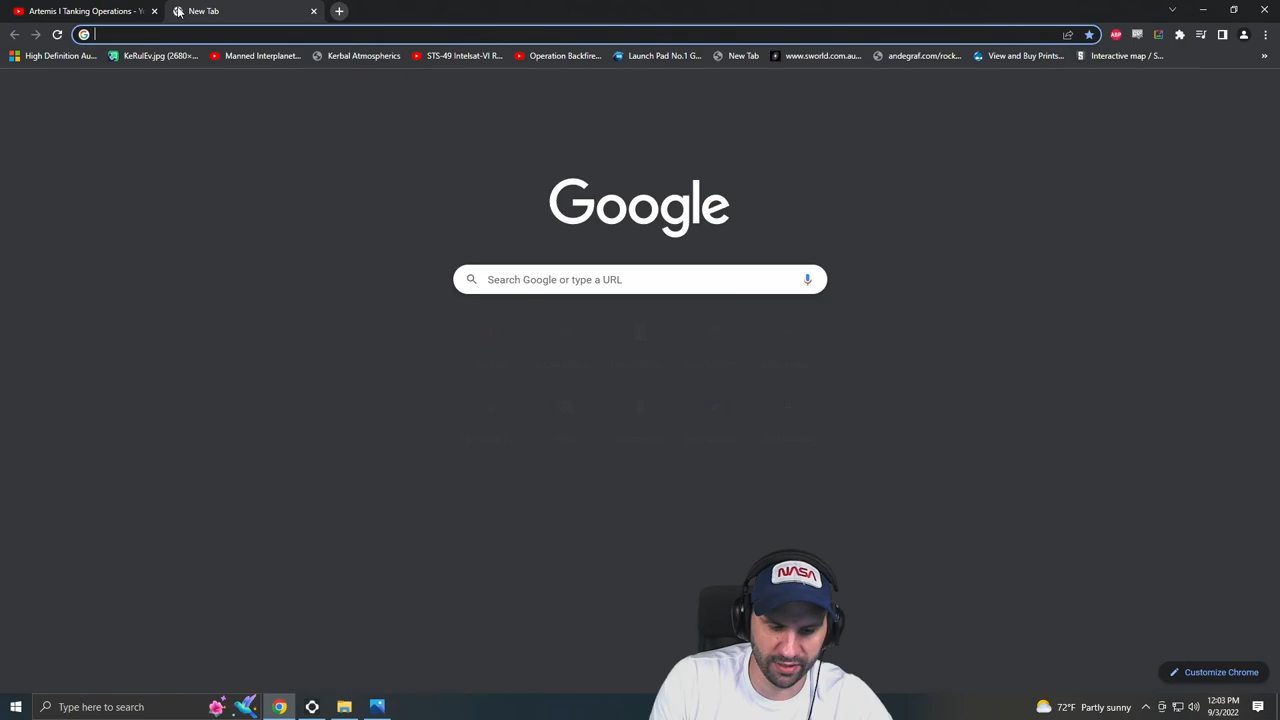 Artemis I Tanking Operations - Y
New Tab
High Definition Au...
KeRulEv.jpg (2680×...
Manned Interplanet...
Kerbal Atmospherics
STS-49 Intelsat-VI R...
Operation Backfire...
Launch Pad No.1 G...
New Tab
www.sworld.com.au...
andegraf.com/rock...
View and Buy Prints...
Interactive map / S...
Google
Search Google or type a URL
NASA
Customize Chrome
Type here to search
72°F Partly sunny
12:03 PM
9/3/2022